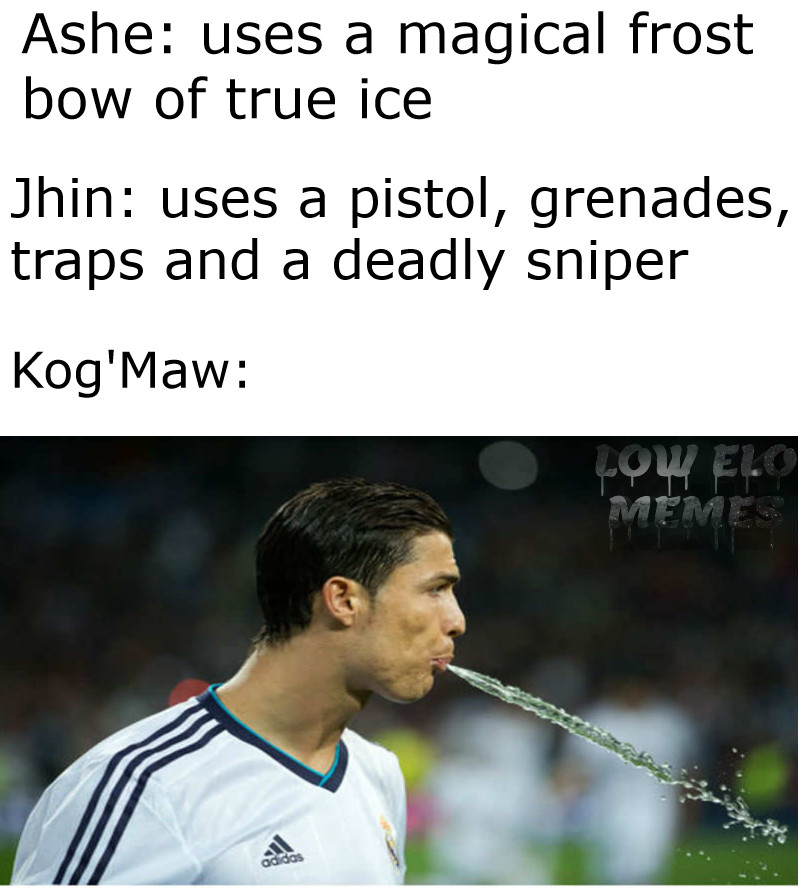 Ashe: uses a magical frost
bow of true ice
Jhin: uses a pistol, grenades,
traps and a deadly sniper
Kog'Maw:
LOW ELO
MEMES
adidas